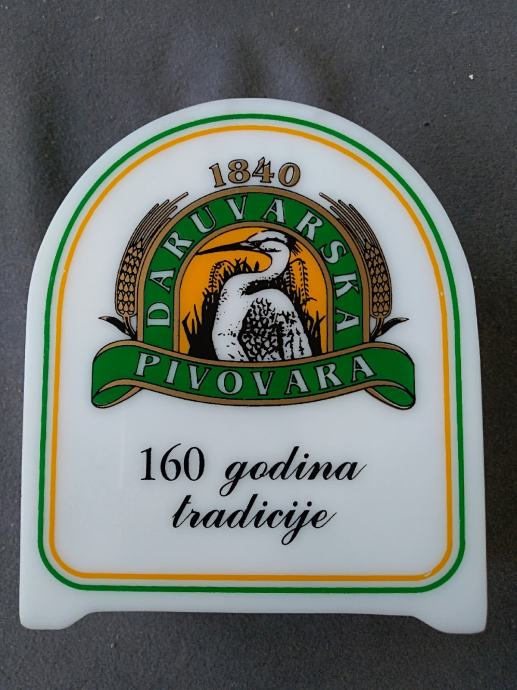 1840
DARUVARSKA
PIVOVARA
160 godina
tradicije